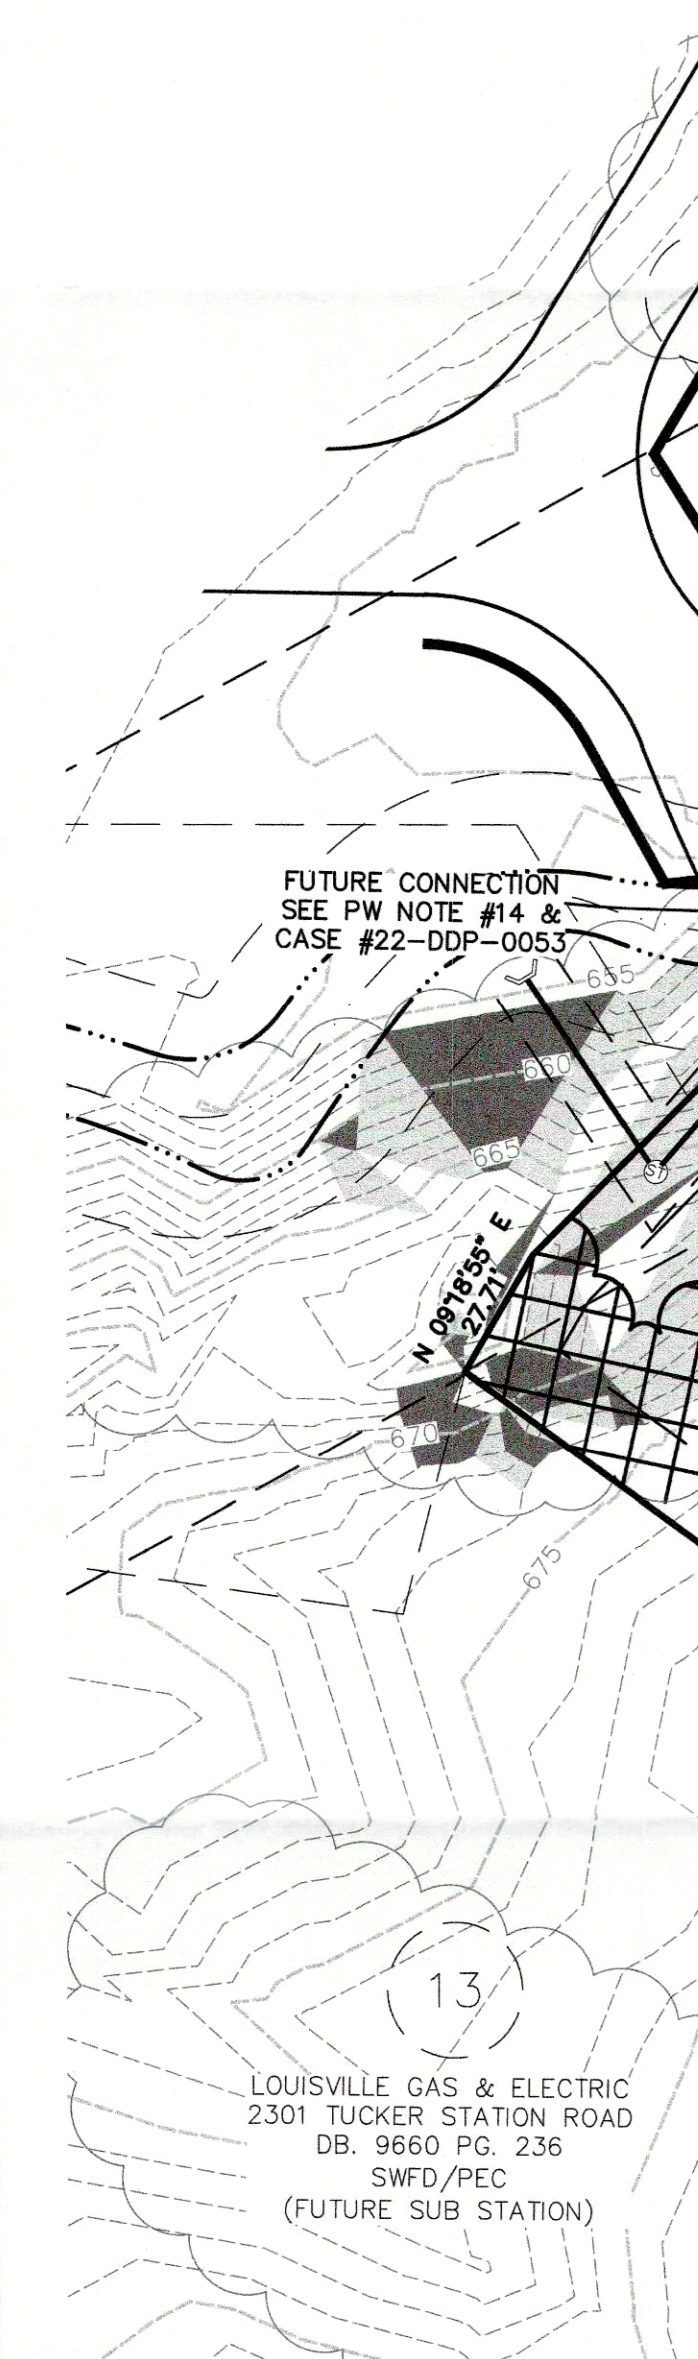 FUTURE CONNECTION
SEE PW NOTE #14 &
CASE #22-DDP-0053
655
660
665
ST
N 09°18'55" E
27.71'
670
675
13
LOUISVILLE GAS & ELECTRIC
2301 TUCKER STATION ROAD
DB. 9660 PG. 236
SWFD/PEC
(FUTURE SUB STATION)